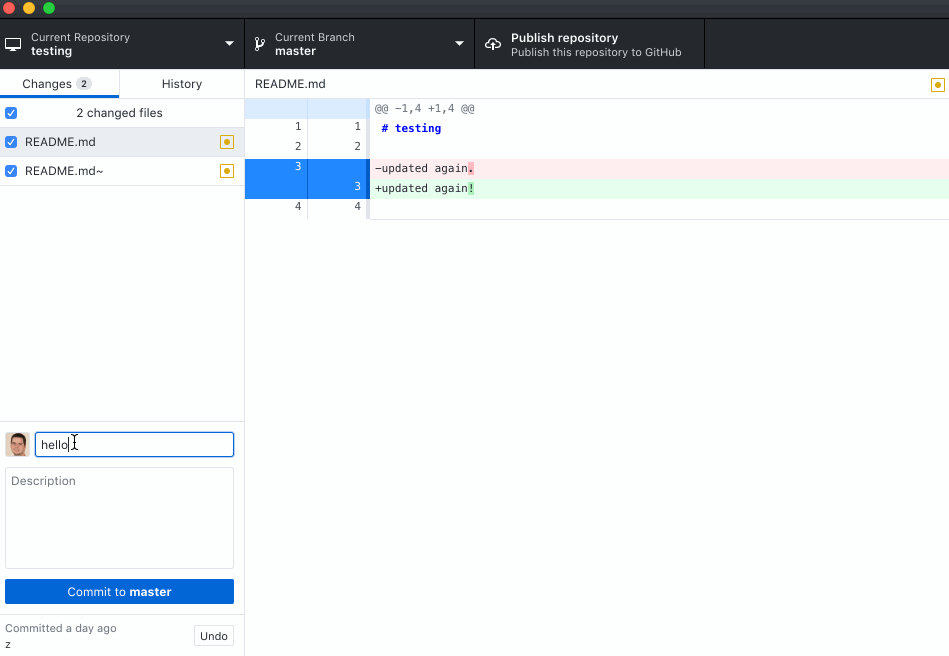 Current Repository
testing
Current Branch
master
Publish repository
Publish this repository to GitHub
Changes 2
History
2 changed files
README.md
README.md~
hello
Description
Commit to master
Committed a day ago
z
Undo
README.md
@@ -1,4 +1,4 @@
1 1 # testing
2 2
3 -updated again.
3 +updated again!
4 4